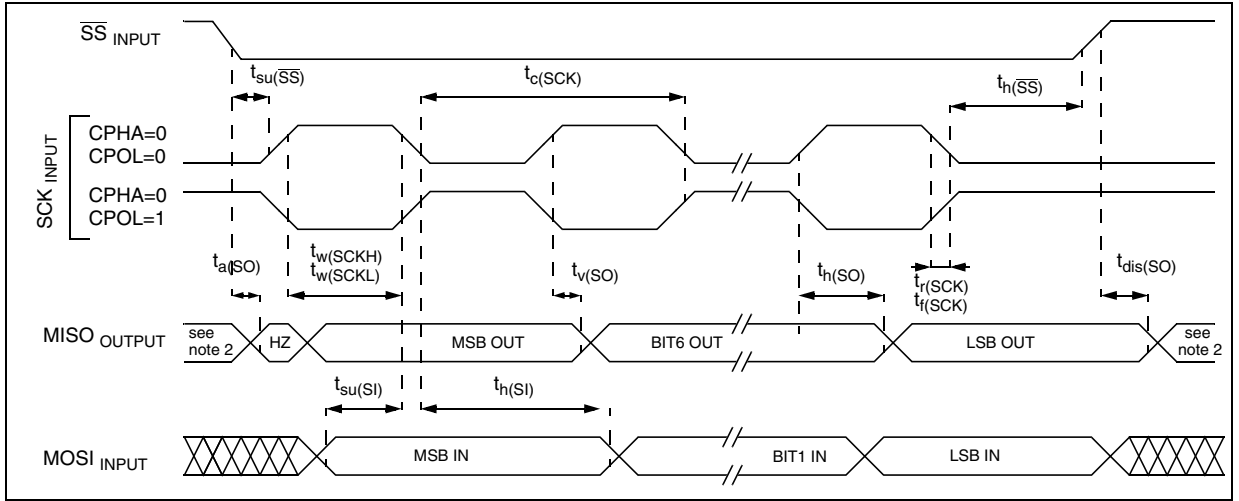 SS INPUT
tsu(SS)
tc(SCK)
th(SS)
SCK INPUT
CPHA=0
CPOL=0
CPHA=0
CPOL=1
ta(SO)
tw(SCKH)
tw(SCKL)
tv(SO)
th(SO)
tr(SCK)
tf(SCK)
tdis(SO)
MISO OUTPUT
see
note 2
HZ
MSB OUT
BIT6 OUT
LSB OUT
see
note 2
tsu(SI)
th(SI)
MOSI INPUT
MSB IN
BIT1 IN
LSB IN